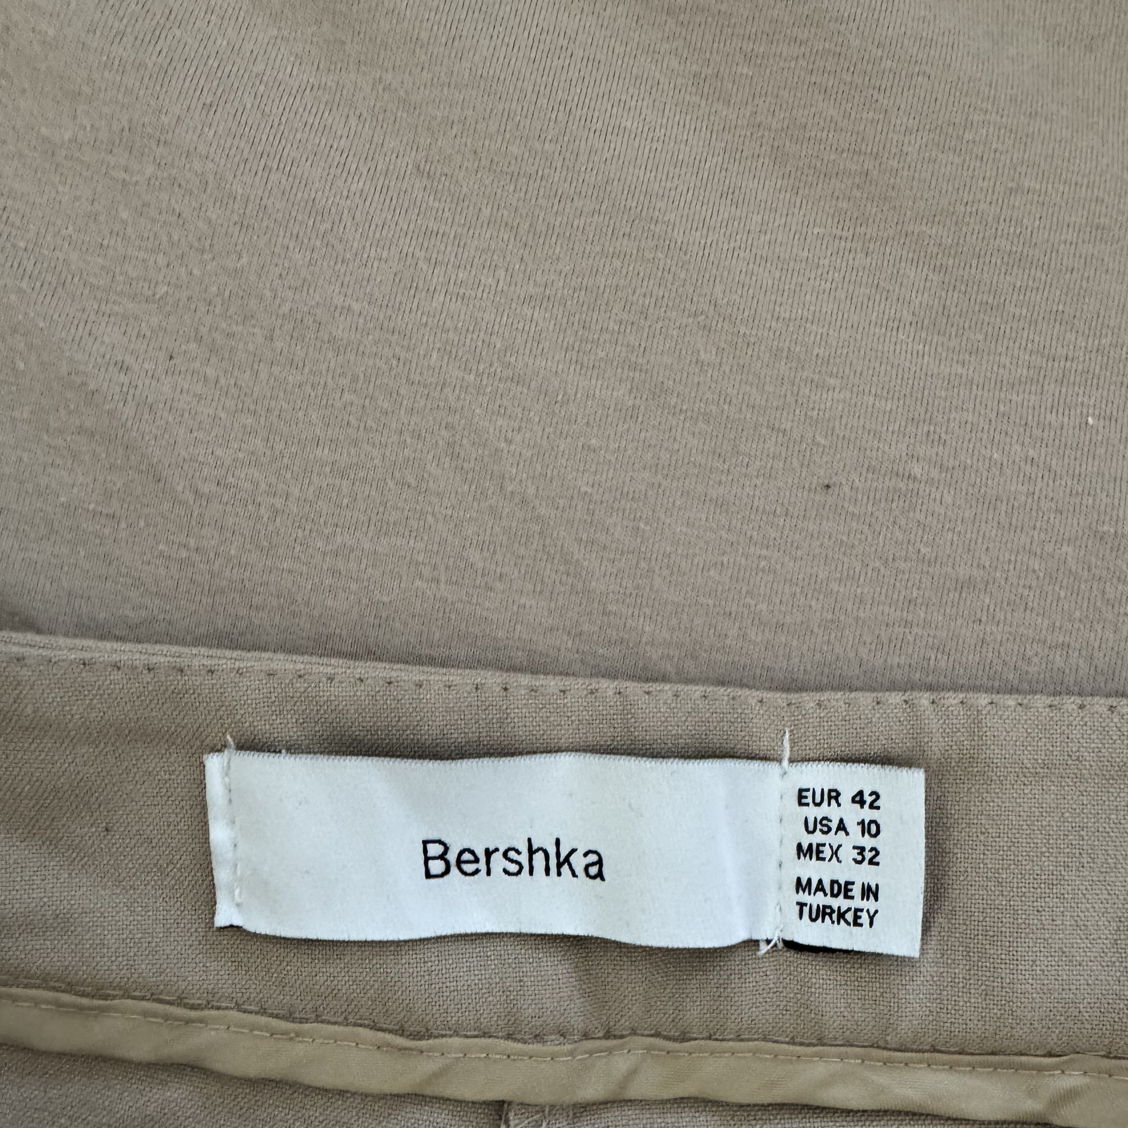 Bershka
EUR 42
USA 10
MEX 32
MADE IN
TURKEY